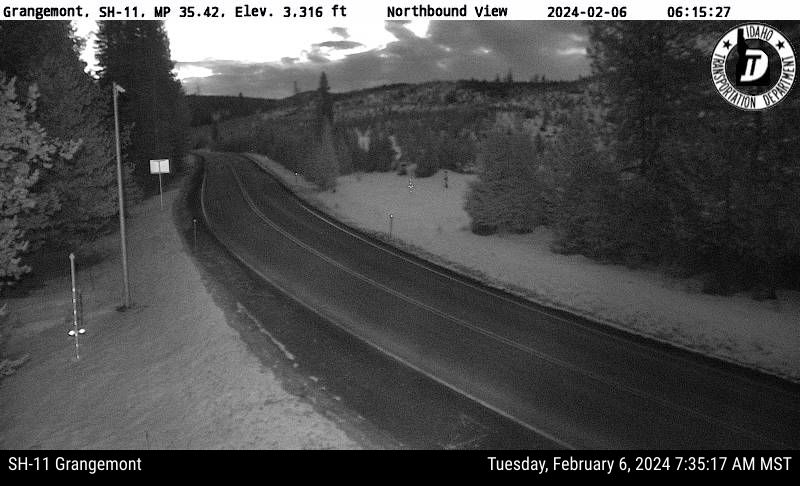 Grangemont, SH-11, MP 35.42, Elev. 3,316 ft Northbound View 2024-02-06 06:15:27
IDAHO
TRANSPORTATION DEPARTMENT
SH-11 Grangemont Tuesday, February 6, 2024 7:35:17 AM MST